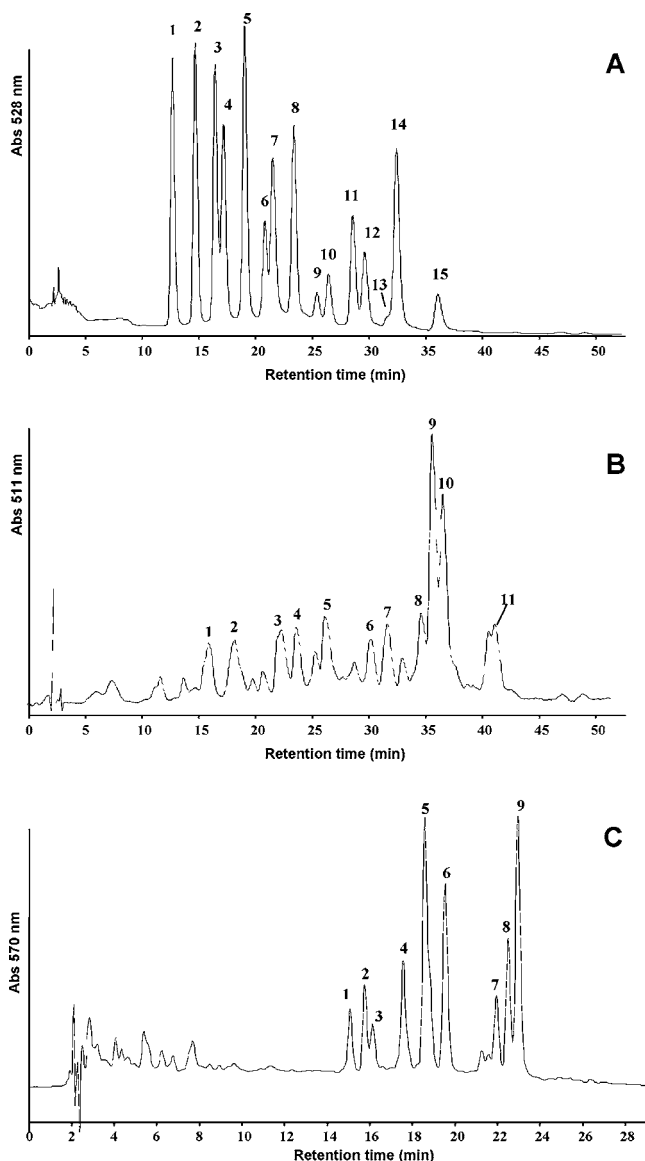 A
Abs 528 nm
1 2 3 4 5 6 7 8 9 10 11 12 13 14 15
0 5 10 15 20 25 30 35 40 45 50
Retention time (min)
B
Abs 511 nm
1 2 3 4 5 6 7 8 9 10 11
0 5 10 15 20 25 30 35 40 45 50
Retention time (min)
C
Abs 570 nm
1 2 3 4 5 6 7 8 9
0 2 4 6 8 10 12 14 16 18 20 22 24 26 28
Retention time (min)